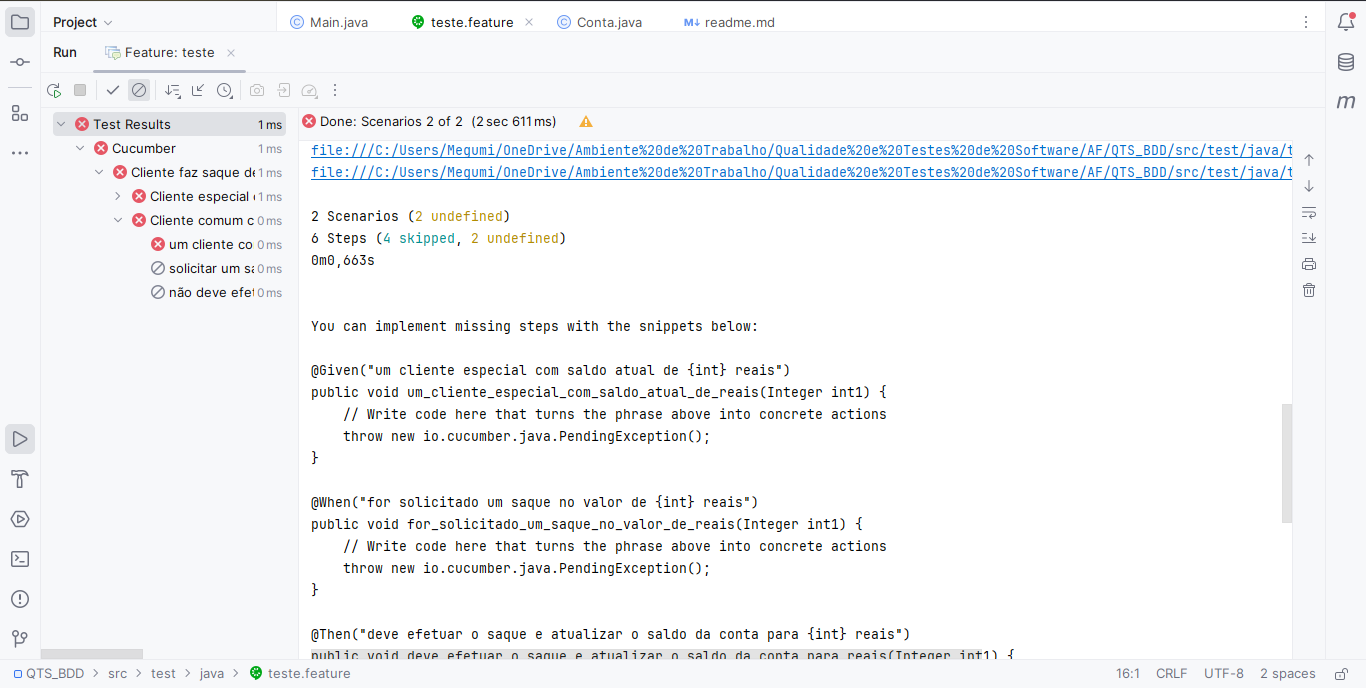 Project
Main.java
teste.feature
Conta.java
M↓ readme.md
Run
Feature: teste
Test Results 1 ms
Done: Scenarios 2 of 2 (2 sec 611 ms)
Cucumber 1 ms
Cliente faz saque de 1 ms
Cliente especial 1 ms
Cliente comum c 0 ms
um cliente co 0 ms
solicitar um sa 0 ms
não deve efet 0 ms
file:///C:/Users/Megumi/OneDrive/Ambiente%20de%20Trabalho/Qualidade%20e%20Testes%20de%20Software/AF/QTS_BDD/src/test/java/t
file:///C:/Users/Megumi/OneDrive/Ambiente%20de%20Trabalho/Qualidade%20e%20Testes%20de%20Software/AF/QTS_BDD/src/test/java/t
2 Scenarios (2 undefined)
6 Steps (4 skipped, 2 undefined)
0m0,663s
You can implement missing steps with the snippets below:
@Given("um cliente especial com saldo atual de {int} reais")
public void um_cliente_especial_com_saldo_atual_de_reais(Integer int1) {
// Write code here that turns the phrase above into concrete actions
throw new io.cucumber.java.PendingException();
}
@When("for solicitado um saque no valor de {int} reais")
public void for_solicitado_um_saque_no_valor_de_reais(Integer int1) {
// Write code here that turns the phrase above into concrete actions
throw new io.cucumber.java.PendingException();
}
@Then("deve efetuar o saque e atualizar o saldo da conta para {int} reais")
public void deve_efetuar_o_saque_e_atualizar_o_saldo_da_conta_para_reais(Integer int1) {
QTS_BDD > src > test > java > teste.feature
16:1 CRLF UTF-8 2 spaces
m